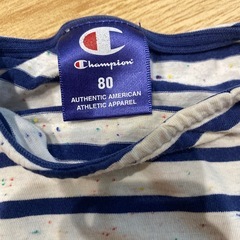 Champion
80
AUTHENTIC AMERICAN
ATHLETIC APPAREL